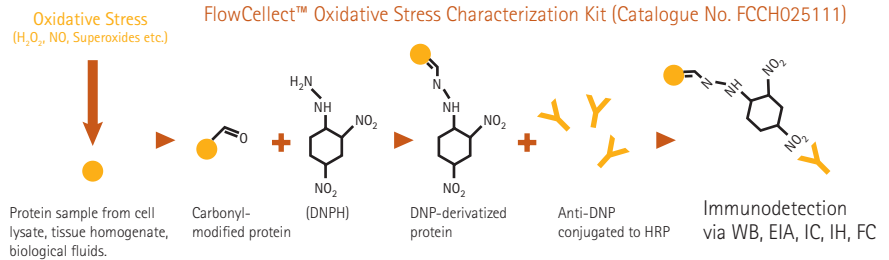 Oxidative Stress
(H₂O₂, NO, Superoxides etc.)
FlowCellect™ Oxidative Stress Characterization Kit (Catalogue No. FCCH025111)
O
H₂N
NH
NO₂
NO₂
N
NH
NO₂
NO₂
N
NH
NO₂
NO₂
Protein sample from cell
lysate, tissue homogenate,
biological fluids.
Carbonyl-
modified protein
(DNPH)
DNP-derivatized
protein
Anti-DNP
conjugated to HRP
Immunodetection
via WB, EIA, IC, IH, FC